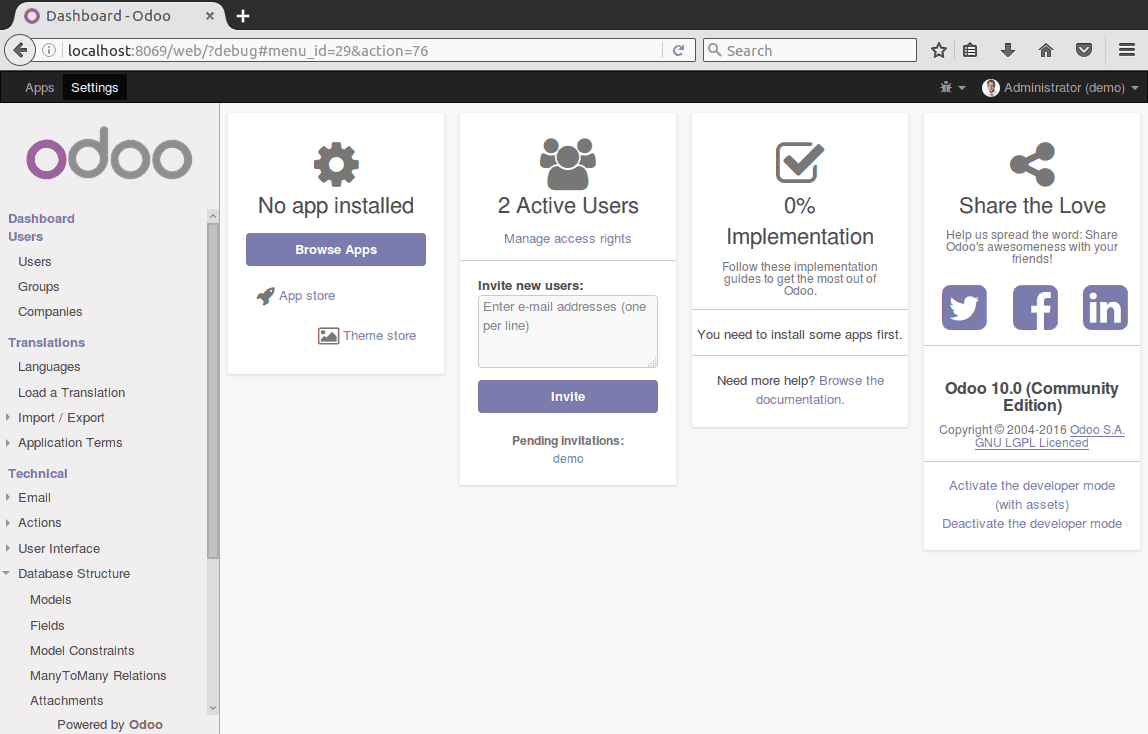 Dashboard - Odoo
localhost:8069/web/?debug#menu_id=29&action=76
Search
Apps
Settings
Administrator (demo)
odoo
Dashboard
Users
Users
Groups
Companies
Translations
Languages
Load a Translation
Import / Export
Application Terms
Technical
Email
Actions
User Interface
Database Structure
Models
Fields
Model Constraints
ManyToMany Relations
Attachments
Powered by Odoo
No app installed
Browse Apps
App store
Theme store
2 Active Users
Manage access rights
Invite new users:
Enter e-mail addresses (one
per line)
Invite
Pending invitations:
demo
0%
Implementation
Follow these implementation
guides to get the most out of
Odoo.
You need to install some apps first.
Need more help? Browse the
documentation.
Share the Love
Help us spread the word: Share
Odoo's awesomeness with your
friends!
Odoo 10.0 (Community
Edition)
Copyright © 2004-2016 Odoo S.A.
GNU LGPL Licenced
Activate the developer mode
(with assets)
Deactivate the developer mode